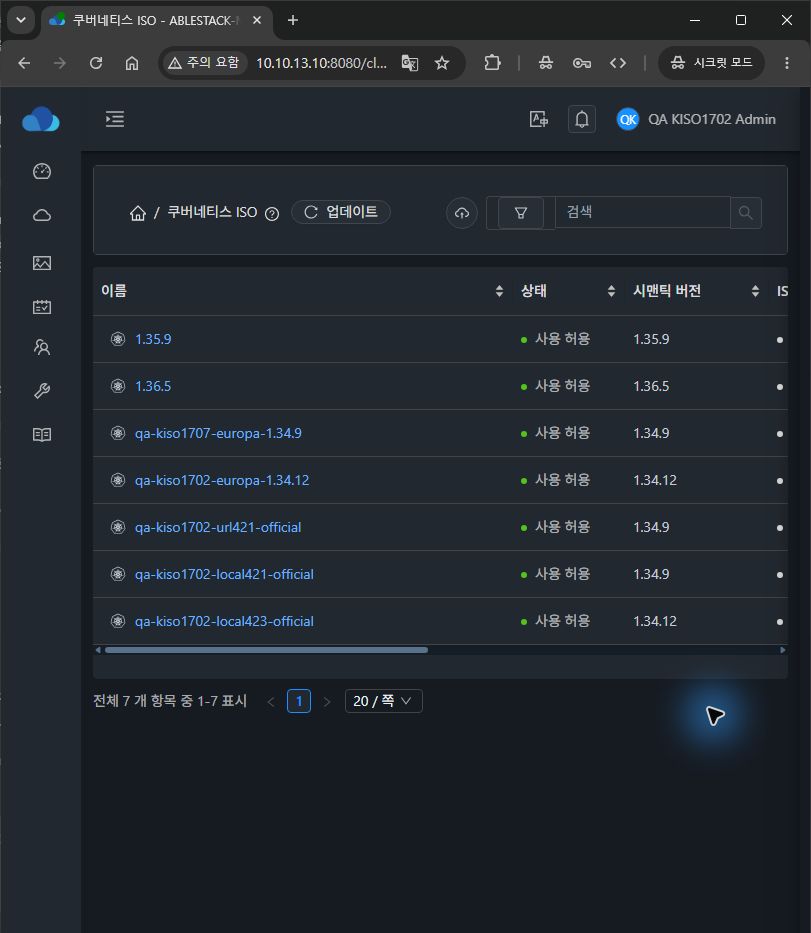 쿠버네티스 ISO - ABLESTACK-
주의 요함 10.10.13.10:8080/cl... 시크릿 모드
QK QA KISO1702 Admin
/ 쿠버네티스 ISO 업데이트 검색
이름 상태 시맨틱 버전 IS
1.35.9 사용 허용 1.35.9
1.36.5 사용 허용 1.36.5
qa-kiso1707-europa-1.34.9 사용 허용 1.34.9
qa-kiso1702-europa-1.34.12 사용 허용 1.34.12
qa-kiso1702-url421-official 사용 허용 1.34.9
qa-kiso1702-local421-official 사용 허용 1.34.9
qa-kiso1702-local423-official 사용 허용 1.34.12
전체 7 개 항목 중 1-7 표시 < 1 > 20 / 쪽